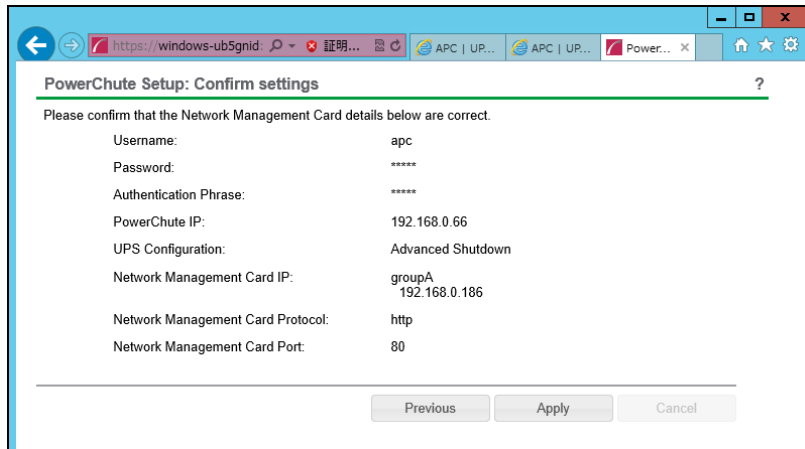 https://windows-ub5gnid: 証明...
APC | UP...
APC | UP...
Power...
PowerChute Setup: Confirm settings ?
Please confirm that the Network Management Card details below are correct.
Username: apc
Password: *****
Authentication Phrase: *****
PowerChute IP: 192.168.0.66
UPS Configuration: Advanced Shutdown
Network Management Card IP: groupA
192.168.0.186
Network Management Card Protocol: http
Network Management Card Port: 80
Previous Apply Cancel